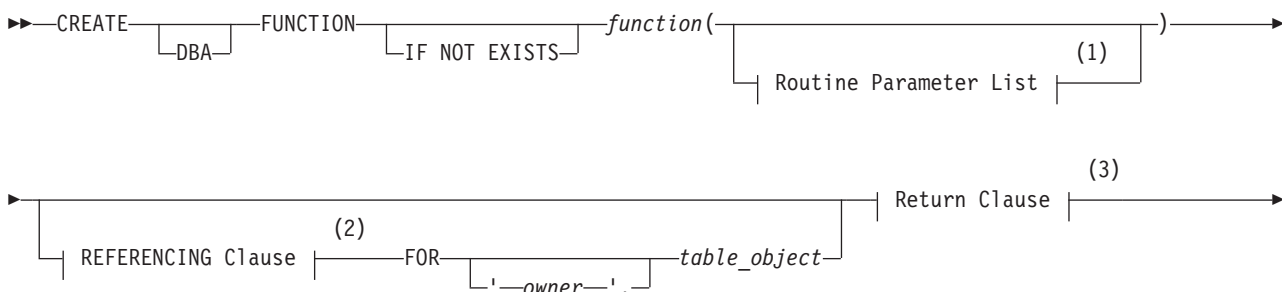 CREATE DBA FUNCTION IF NOT EXISTS function( Routine Parameter List (1) )
REFERENCING Clause (2) FOR 'owner'. table_object Return Clause (3)